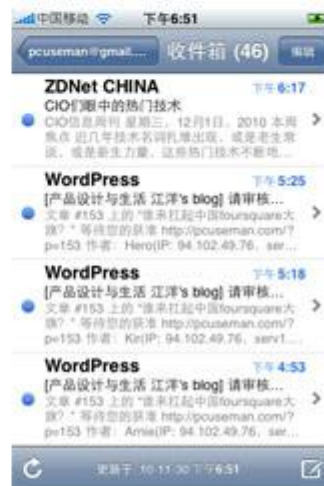 中国移动 下午6:51
pcuseman@gmail.... 收件箱 (46) 编辑
ZDNet CHINA 下午6:17
CIO们眼中的热门技术
CIO信息周刊 星期三，12月1日，2010 本周
焦点 近几年技术名词扎堆出现，或是老生常
谈，或是新生力量，这些热门技术不断地...
WordPress 下午5:25
[产品设计与生活 江洋's blog] 请审核...
文章 #153 上的 "谁来扛起中国foursquare大
旗？" 等待您的获准 http://pcuseman.com/?
p=153 作者：Hero(IP: 94.102.49.76, ser...
WordPress 下午5:18
[产品设计与生活 江洋's blog] 请审核...
文章 #153 上的 "谁来扛起中国foursquare大
旗？" 等待您的获准 http://pcuseman.com/?
p=153 作者：Kir(IP: 94.102.49.76, serv1...
WordPress 下午4:53
[产品设计与生活 江洋's blog] 请审核...
文章 #153 上的 "谁来扛起中国foursquare大
旗？" 等待您的获准 http://pcuseman.com/?
p=153 作者：Arnie(IP: 94.102.49.76, ser...
更新于 10-11-30 下午6:51